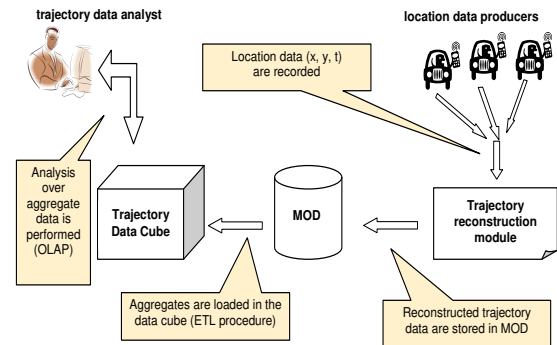 trajectory data analyst
location data producers
Location data (x, y, t)
are recorded
Analysis
over
aggregate
data is
performed
(OLAP)
Trajectory
Data Cube
MOD
Trajectory
reconstruction
module
Aggregates are loaded in the
data cube (ETL procedure)
Reconstructed trajectory
data are stored in MOD